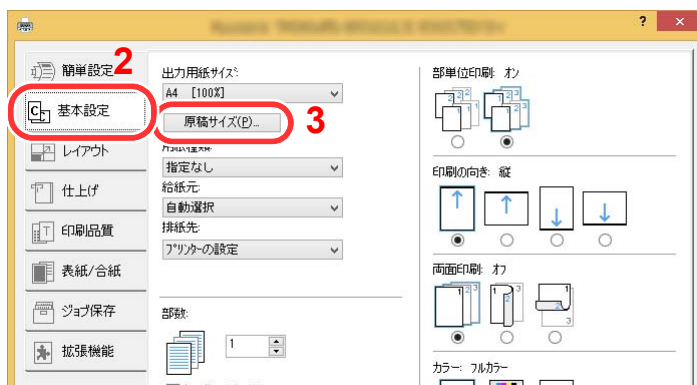 ? ×
簡単設定
2
基本設定
レイアウト
仕上げ
印刷品質
表紙/合紙
ジョブ保存
拡張機能
出力用紙サイズ:
A4 [100%]
原稿サイズ(P)...
3
用紙種類:
指定なし
給紙元:
自動選択
排紙先:
プリンターの設定
部数:
1
部単位印刷: オン
印刷の向き: 縦
両面印刷: オフ
カラー: フルカラー